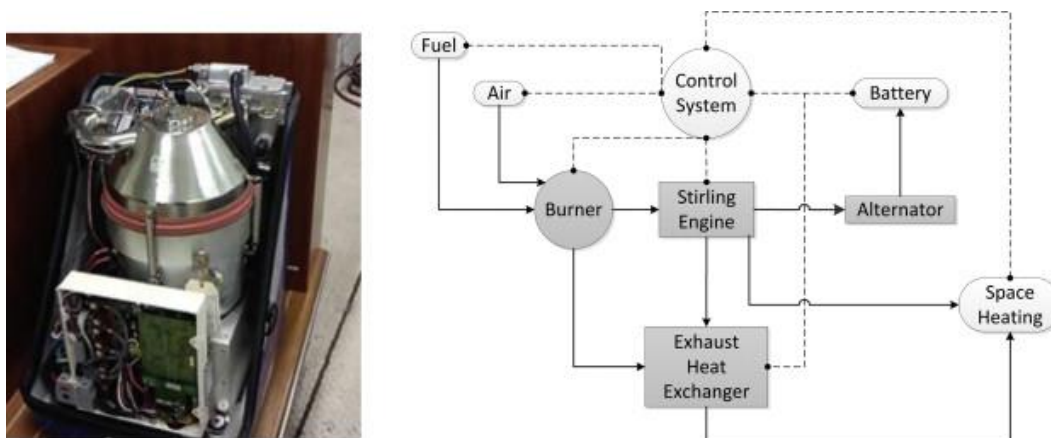 Fuel
Air
Control
System
Battery
Burner
Stirling
Engine
Alternator
Space
Heating
Exhaust
Heat
Exchanger